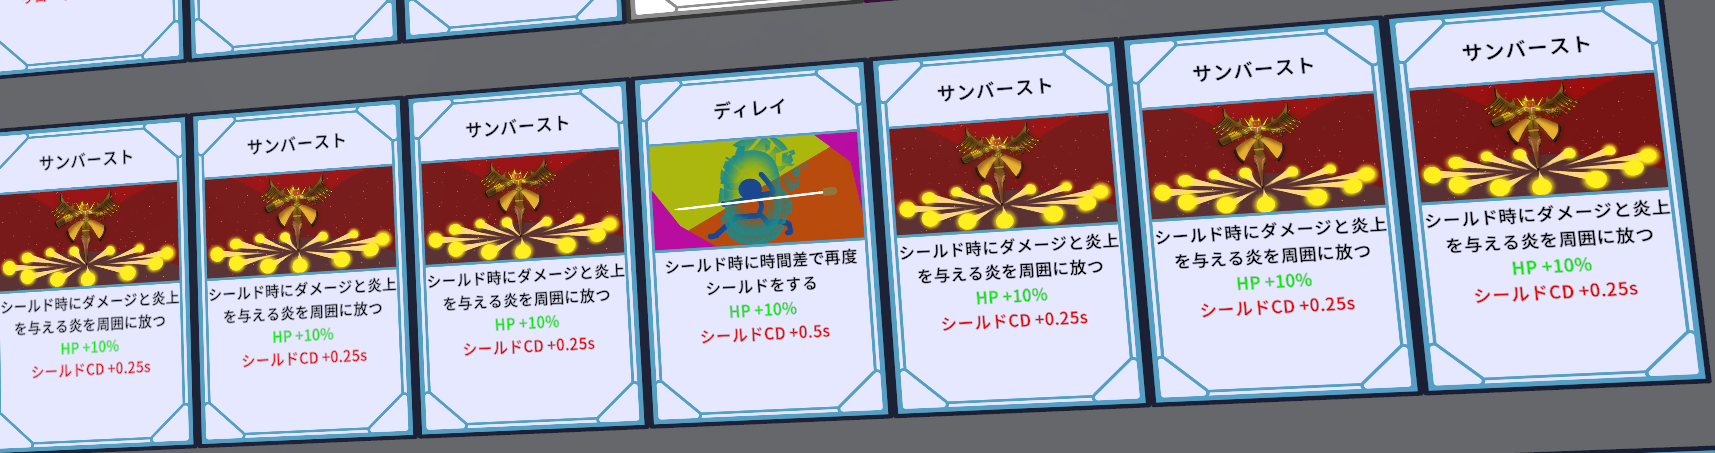 サンバースト
シールド時にダメージと炎上
を与える炎を周囲に放つ
HP +10%
シールドCD +0.25s
サンバースト
シールド時にダメージと炎上
を与える炎を周囲に放つ
HP +10%
シールドCD +0.25s
サンバースト
シールド時にダメージと炎上
を与える炎を周囲に放つ
HP +10%
シールドCD +0.25s
ディレイ
シールド時に時間差で再度
シールドをする
HP +10%
シールドCD +0.5s
サンバースト
シールド時にダメージと炎上
を与える炎を周囲に放つ
HP +10%
シールドCD +0.25s
サンバースト
シールド時にダメージと炎上
を与える炎を周囲に放つ
HP +10%
シールドCD +0.25s
サンバースト
シールド時にダメージと炎上
を与える炎を周囲に放つ
HP +10%
シールドCD +0.25s